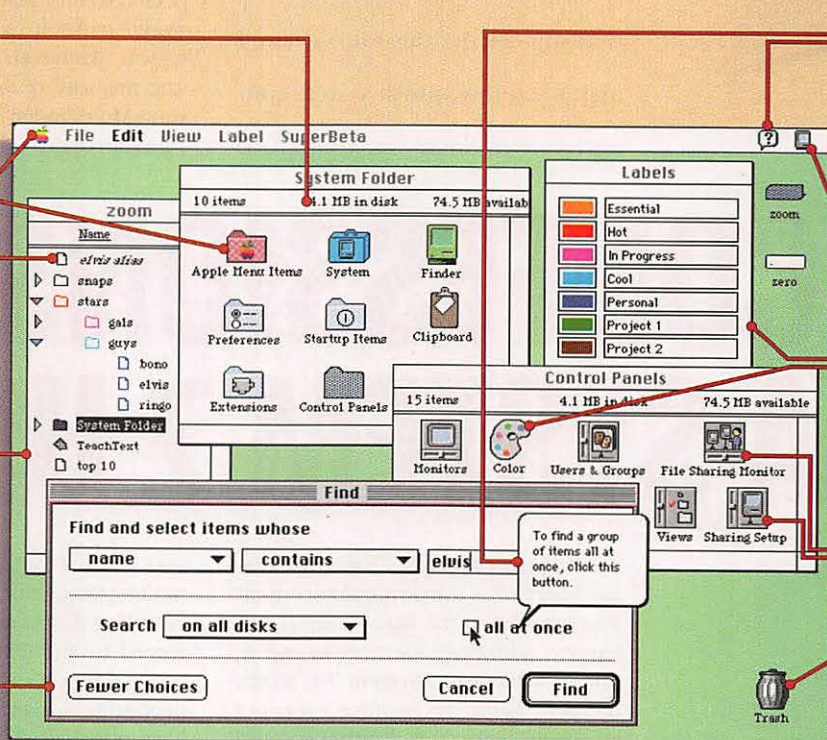 File Edit View Label SuperBeta
zoom
Name
elvis alias
snaps
stars
gals
guys
bono
elvis
ringo
System Folder
TeachText
top 10
System Folder
10 items 4.1 MB in disk 74.5 MB availab
Apple Menu Items System Finder
Preferences Startup Items Clipboard
Extensions Control Panels
Labels
Essential
Hot
In Progress
Cool
Personal
Project 1
Project 2
zoom
zero
Control Panels
15 items 4.1 MB in disk 74.5 MB available
Monitors Color Users & Groups File Sharing Monitor
Views Sharing Setup
Find
Find and select items whose
name contains elvis
To find a group
of items all at
once, click this
button.
Search on all disks all at once
Fewer Choices Cancel Find
Trash